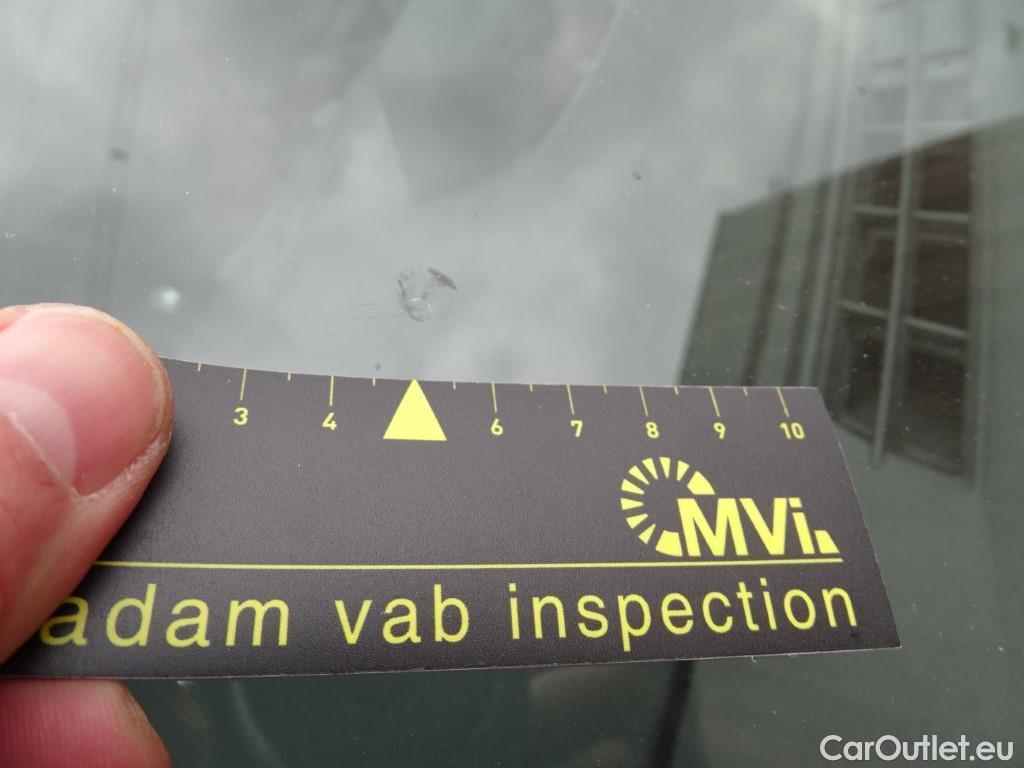 3 4 6 7 8 9 10
MVi
adam vab inspection
CarOutlet.eu